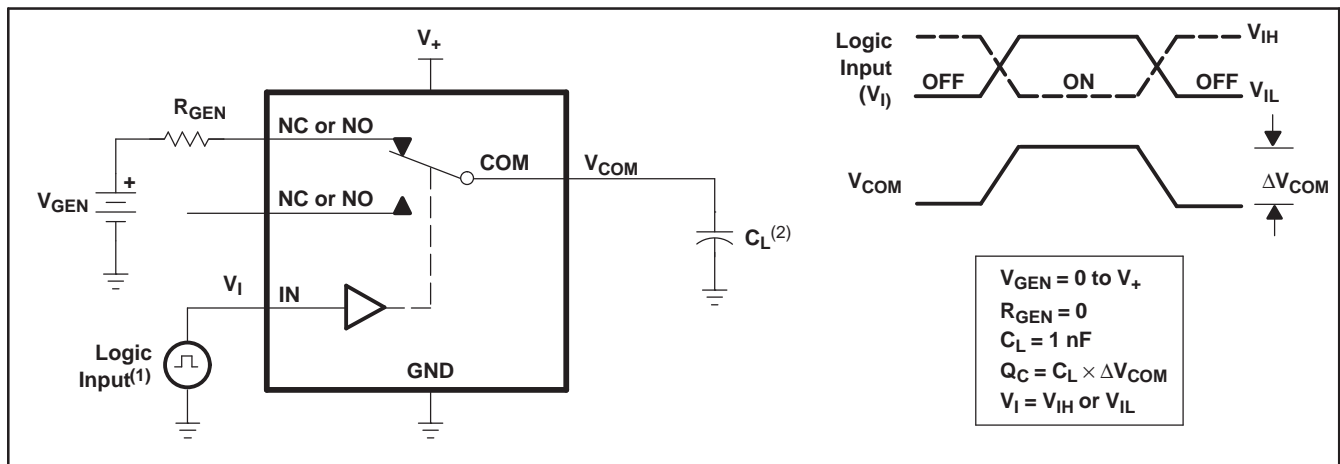 V+
RGEN
NC or NO
COM
VCOM
+
VGEN
NC or NO
CL(2)
VI
IN
Logic
Input(1)
GND
Logic
Input
(VI)
OFF
ON
OFF
VIH
VIL
VCOM
ΔVCOM
VGEN = 0 to V+
RGEN = 0
CL = 1 nF
QC = CL × ΔVCOM
VI = VIH or VIL